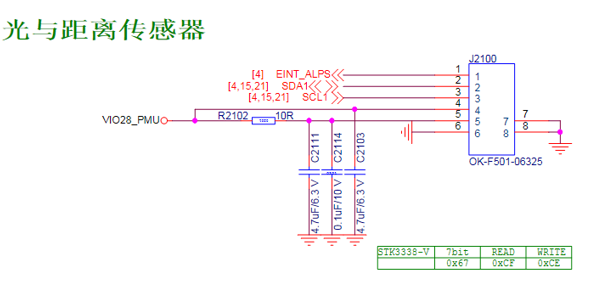 光与距离传感器
J2100
[4] EINT_ALPS 1 1
[4,15,21] SDA1 2 2
[4,15,21] SCL1 3 3
4 4
VIO28_PMU R2102 10R 5 5 7 7
6 6 8 8
OK-F501-06325
C2111 4.7uF/6.3 V
C2114 0.1uF/10 V
C2103 4.7uF/6.3 V
STK3338-V 7bit READ WRITE
0x67 0xCF 0xCE